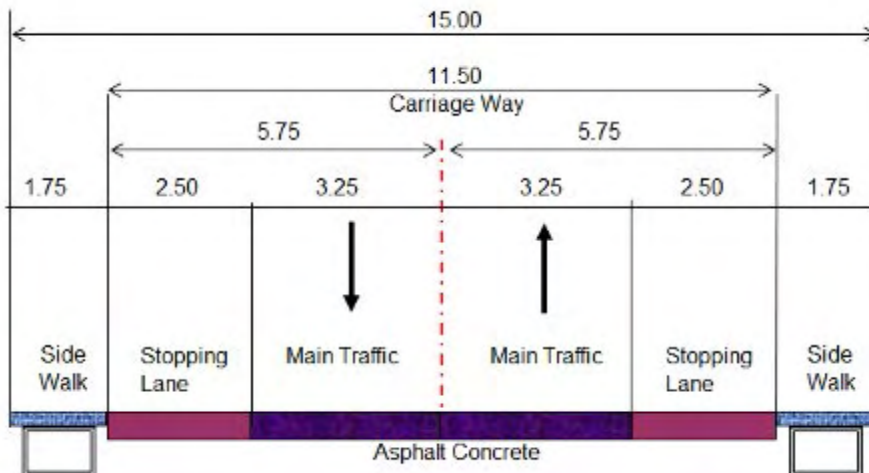 15.00
11.50
Carriage Way
5.75 5.75
1.75 2.50 3.25 3.25 2.50 1.75
Side Stopping Main Traffic Main Traffic Stopping Side
Walk Lane Lane Walk
Asphalt Concrete